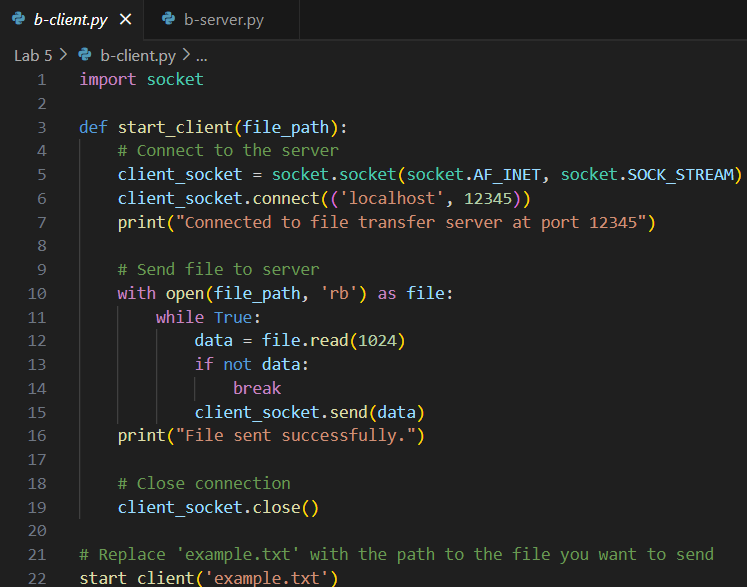 b-client.py × b-server.py
Lab 5 > b-client.py > ...
1 import socket
2
3 def start_client(file_path):
4     # Connect to the server
5     client_socket = socket.socket(socket.AF_INET, socket.SOCK_STREAM)
6     client_socket.connect(('localhost', 12345))
7     print("Connected to file transfer server at port 12345")
8
9     # Send file to server
10     with open(file_path, 'rb') as file:
11         while True:
12             data = file.read(1024)
13             if not data:
14                 break
15             client_socket.send(data)
16     print("File sent successfully.")
17
18     # Close connection
19     client_socket.close()
20
21 # Replace 'example.txt' with the path to the file you want to send
22 start_client('example.txt')